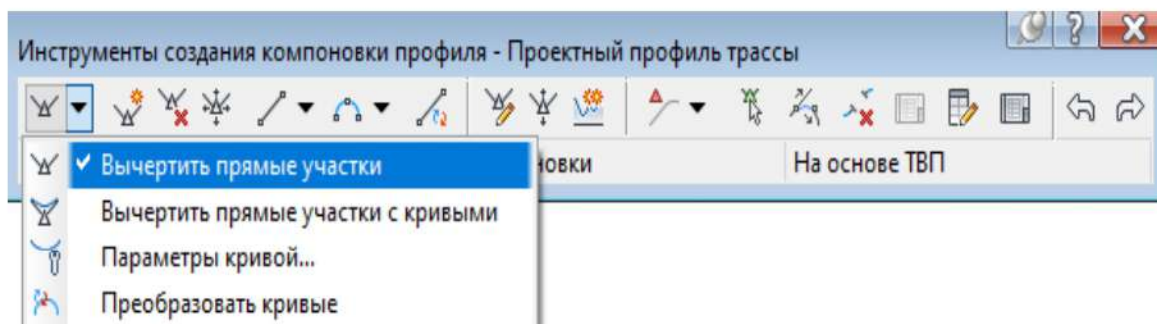 Инструменты создания компоновки профиля - Проектный профиль трассы
Вычертить прямые участки
На основе ТВП
Вычертить прямые участки с кривыми
Параметры кривой...
Преобразовать кривые